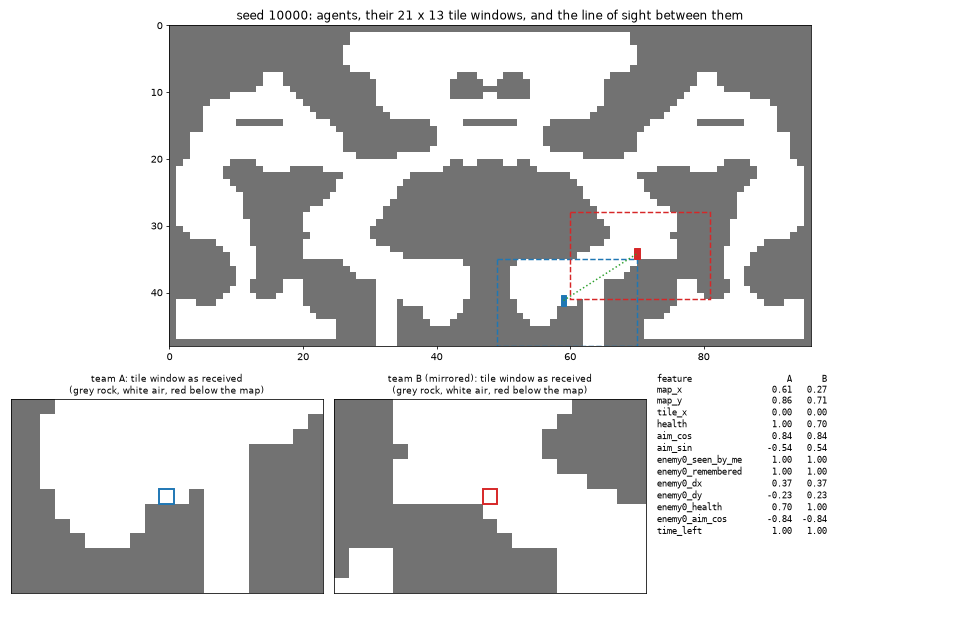 seed 10000: agents, their 21 x 13 tile windows, and the line of sight between them
0
10
20
30
40
0 20 40 60 80
team A: tile window as received
(grey rock, white air, red below the map)
team B (mirrored): tile window as received
(grey rock, white air, red below the map)
feature A B
map_x 0.61 0.27
map_y 0.86 0.71
tile_x 0.00 0.00
health 1.00 0.70
aim_cos 0.84 0.84
aim_sin -0.54 0.54
enemy0_seen_by_me 1.00 1.00
enemy0_remembered 1.00 1.00
enemy0_dx 0.37 0.37
enemy0_dy -0.23 0.23
enemy0_health 0.70 1.00
enemy0_aim_cos -0.84 -0.84
time_left 1.00 1.00